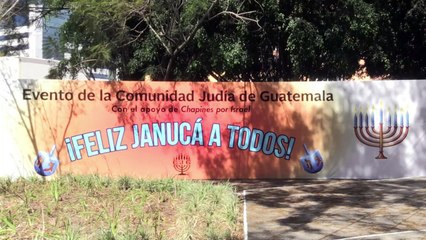 Evento de la Comunidad Judía de Guatemala
Con el apoyo de Chapines por Israel
¡FELIZ JANUCÁ A TODOS!